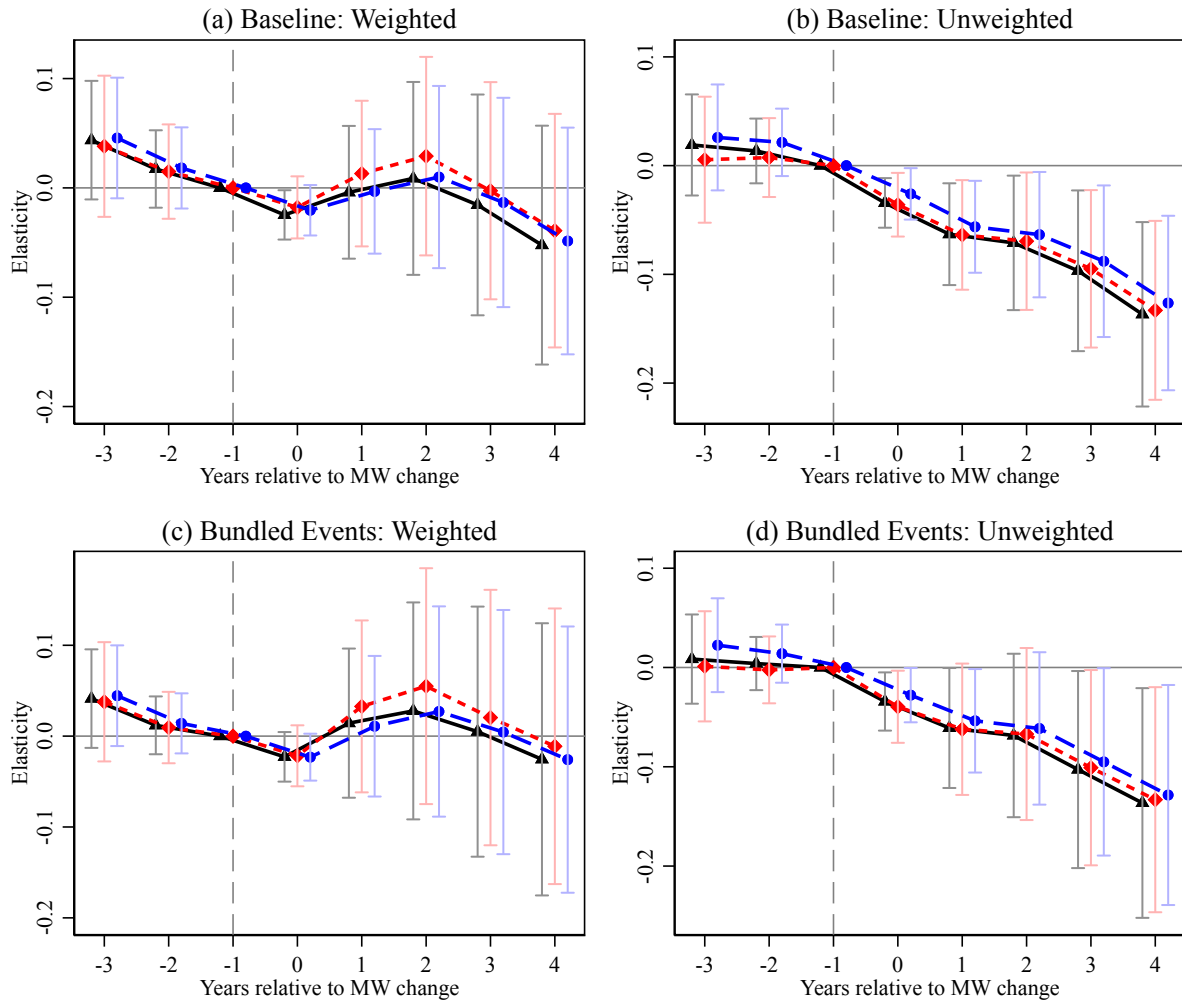 (a) Baseline: Weighted
Elasticity
0.1
0.0
-0.1
-0.2
-3 -2 -1 0 1 2 3 4
Years relative to MW change
(b) Baseline: Unweighted
Elasticity
0.1
0.0
-0.1
-0.2
-3 -2 -1 0 1 2 3 4
Years relative to MW change
(c) Bundled Events: Weighted
Elasticity
0.1
0.0
-0.1
-0.2
-3 -2 -1 0 1 2 3 4
Years relative to MW change
(d) Bundled Events: Unweighted
Elasticity
0.1
0.0
-0.1
-0.2
-3 -2 -1 0 1 2 3 4
Years relative to MW change